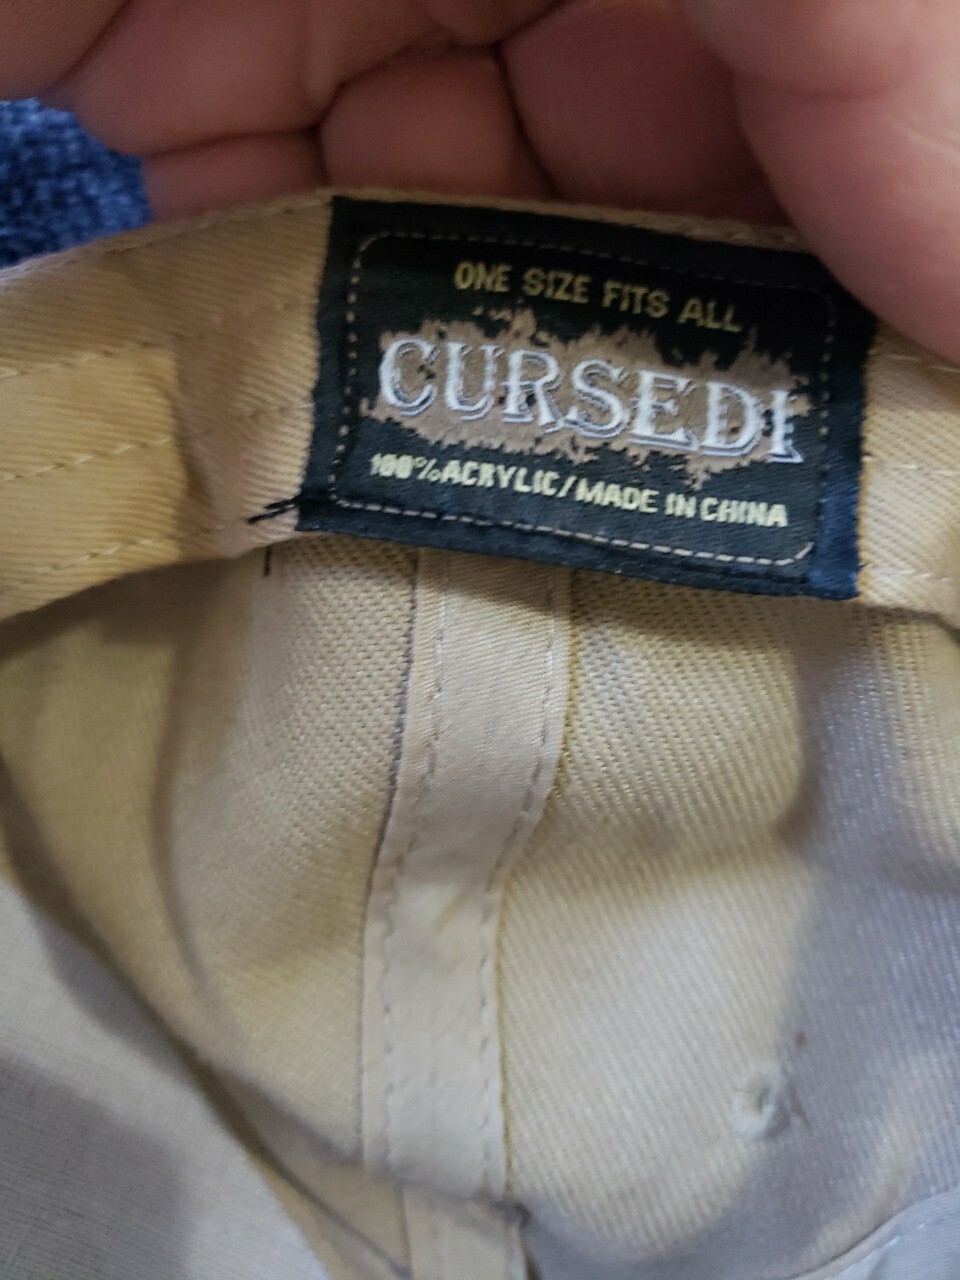 ONE SIZE FITS ALL
CURSEDI
100%ACRYLIC/MADE IN CHINA